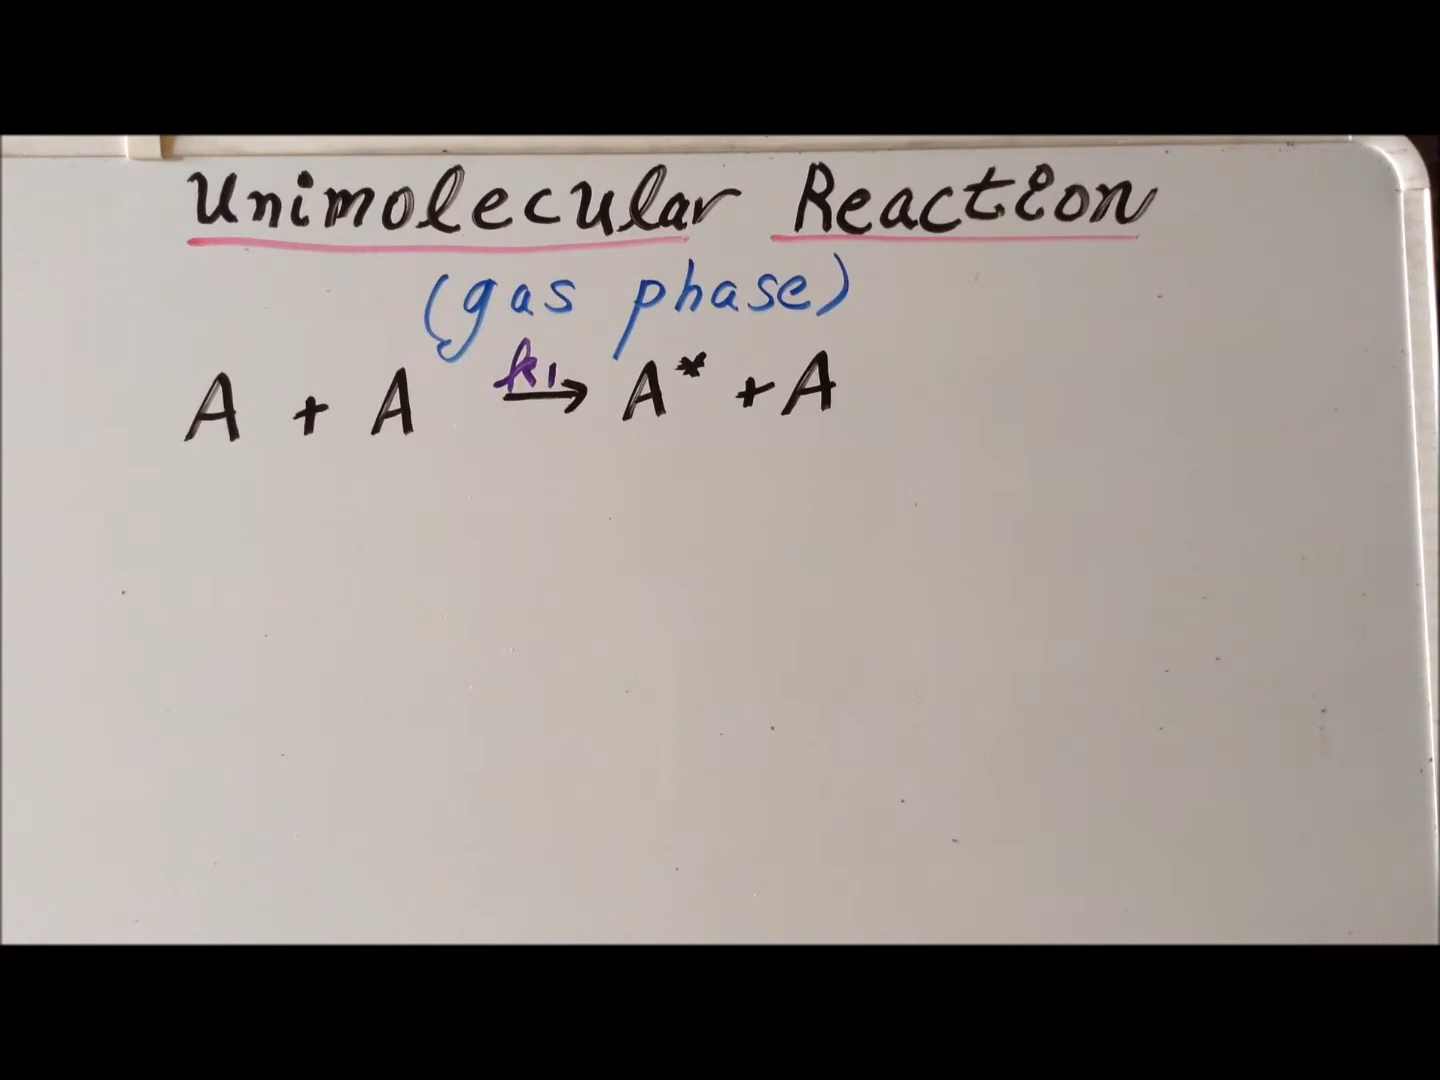 Unimolecular Reaction
(gas phase)
A + A k₁→ A* + A